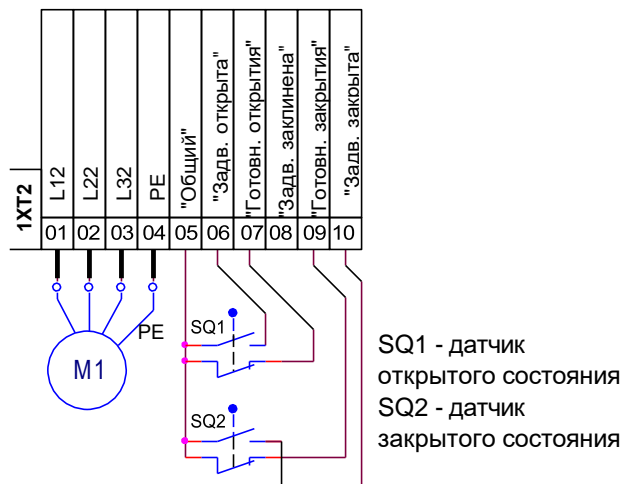 1XT2
L12
L22
L32
PE
"Общий"
"Задв. открыта"
"Готовн. открытия"
"Задв. заклинена"
"Готовн. закрытия"
"Задв. закрыта"
01 02 03 04 05 06 07 08 09 10
PE
M1
SQ1
SQ2
SQ1 - датчик
открытого состояния
SQ2 - датчик
закрытого состояния